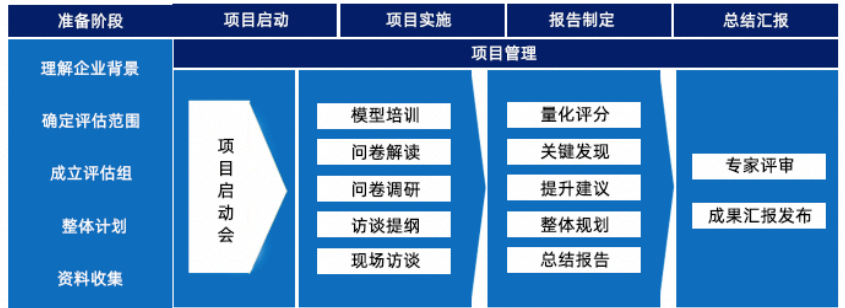 准备阶段
项目启动
项目实施
报告制定
总结汇报
项目管理
理解企业背景
确定评估范围
成立评估组
整体计划
资料收集
项目启动会
模型培训
问卷解读
问卷调研
访谈提纲
现场访谈
量化评分
关键发现
提升建议
整体规划
总结报告
专家评审
成果汇报发布